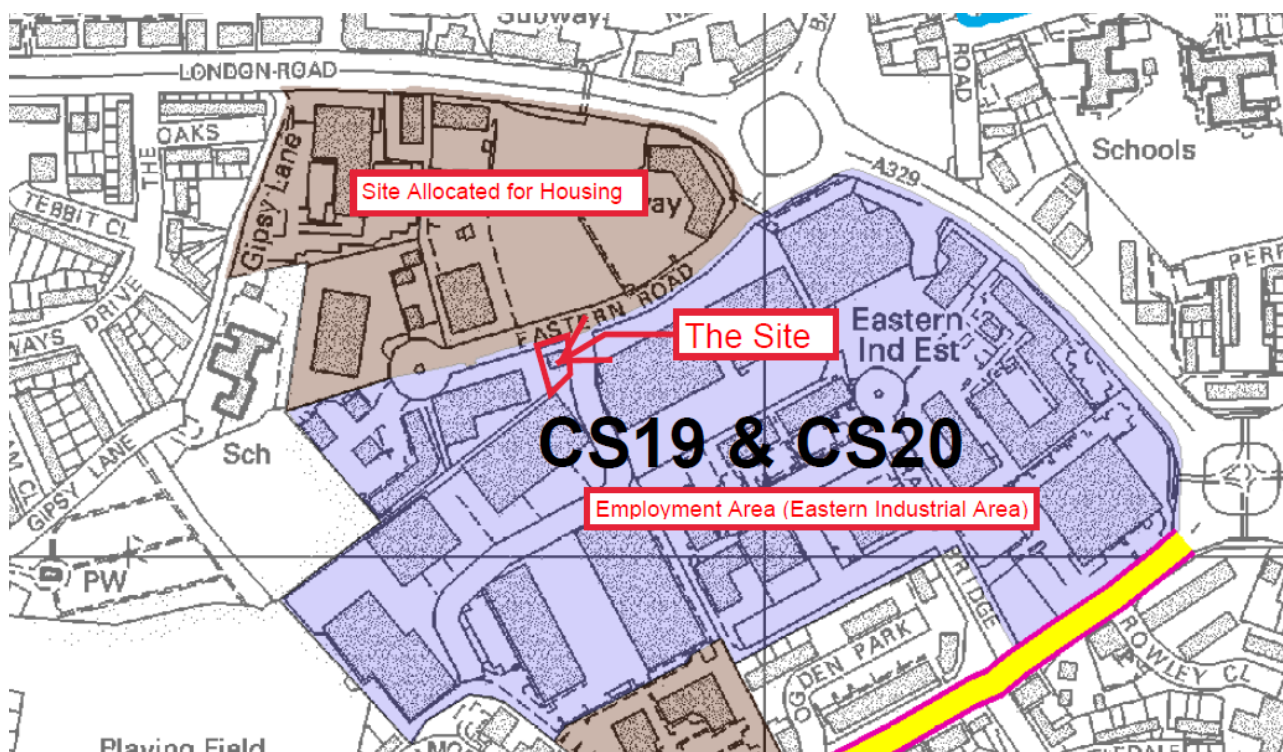 Subway
LONDON ROAD
THE OAKS
ROAD
Schools
A329
Gipsy Lane
Site Allocated for Housing
way
TEBBIT CL
DRIVE
WAYS
EASTERN ROAD
The Site
Eastern
Ind Est
PERR
CS19 & CS20
Sch
GIPSY LANE
M CL
Employment Area (Eastern Industrial Area)
PW
OGDEN PARK
ROWLEY CL
Playing Field